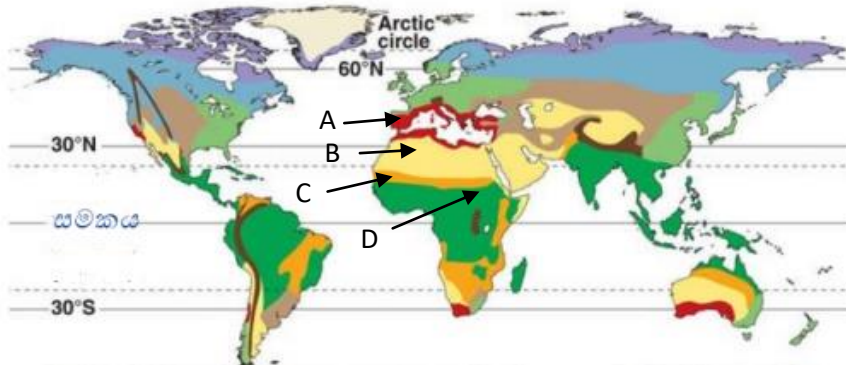 Arctic
circle
60°N
A
30°N
B
C
සමකය
D
30°S